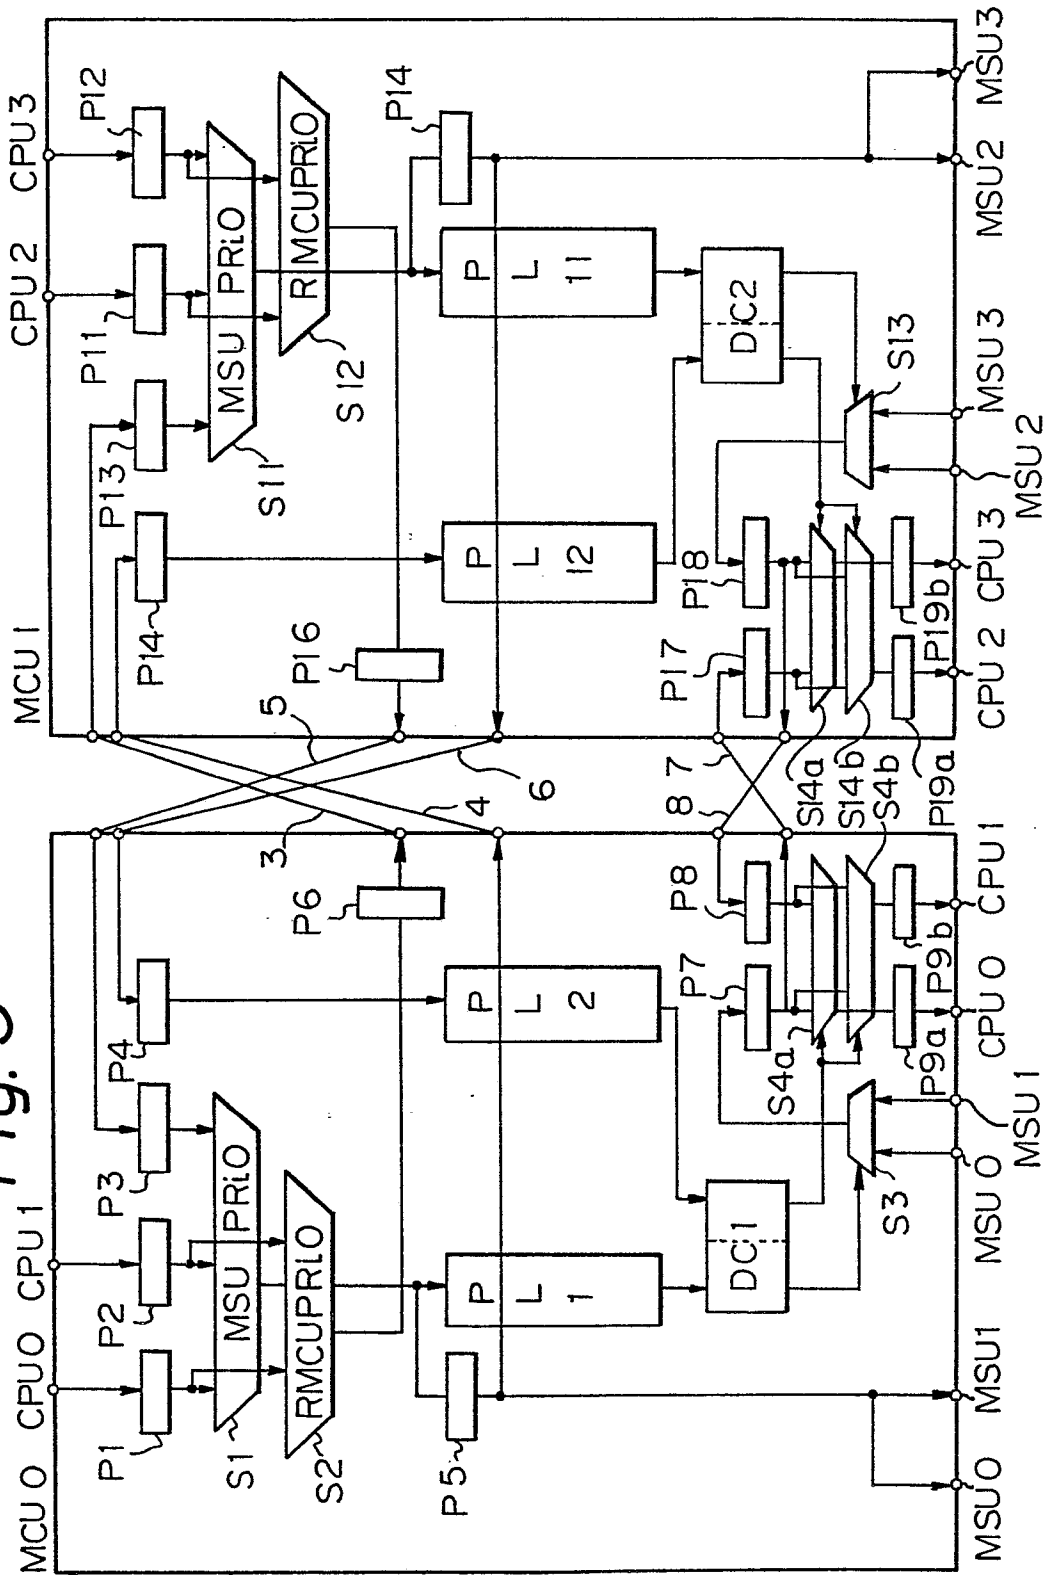 Fig.
MCU 0
CPU 0
CPU 1
P1
P2
P3
P4
MSU PRiO
S1
RMCUPRiO
S2
P5
P6
P
L
1
P
L
2
DC1
S3
P7
P8
S4a
S4b
P9a
P9b
MSU 0
MSU1
MSU 0
MSU 1
CPU 0
CPU 1
3
4
5
6
7
8
MCU 1
CPU 2
CPU 3
P14
P13
P11
P12
MSU PRiO
S11
RMCUPRiO
S12
P16
P14
P
L
12
P
L
11
DC2
S13
P17
P18
S14a
S14b
P19a
P19b
CPU 2
CPU 3
MSU 2
MSU 3
MSU 2
MSU 3